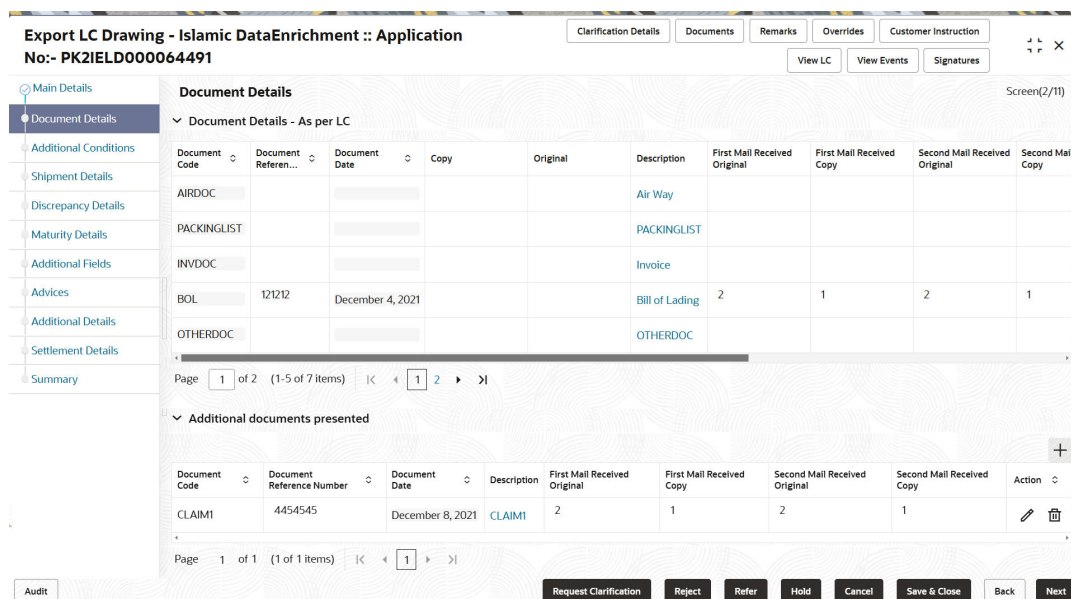 Export LC Drawing - Islamic DataEnrichment :: Application
No:- PK2IELD000064491
Clarification Details
Documents
Remarks
Overrides
Customer Instruction
View LC
View Events
Signatures
Main Details
Document Details
Additional Conditions
Shipment Details
Discrepancy Details
Maturity Details
Additional Fields
Advices
Additional Details
Settlement Details
Summary
Document Details
Screen(2/11)
Document Details - As per LC
Document Code Document Referen... Document Date Copy Original Description First Mail Received Original First Mail Received Copy Second Mail Received Original Second Mai Copy
AIRDOC Air Way
PACKINGLIST PACKINGLIST
INVDOC Invoice
BOL 121212 December 4, 2021 Bill of Lading 2 1 2 1
OTHERDOC OTHERDOC
Page 1 of 2 (1-5 of 7 items) 1 2
Additional documents presented
Document Code Document Reference Number Document Date Description First Mail Received Original First Mail Received Copy Second Mail Received Original Second Mail Received Copy Action
CLAIM1 4454545 December 8, 2021 CLAIM1 2 1 2 1
Page 1 of 1 (1 of 1 items) 1
Audit
Request Clarification
Reject
Refer
Hold
Cancel
Save & Close
Back
Next